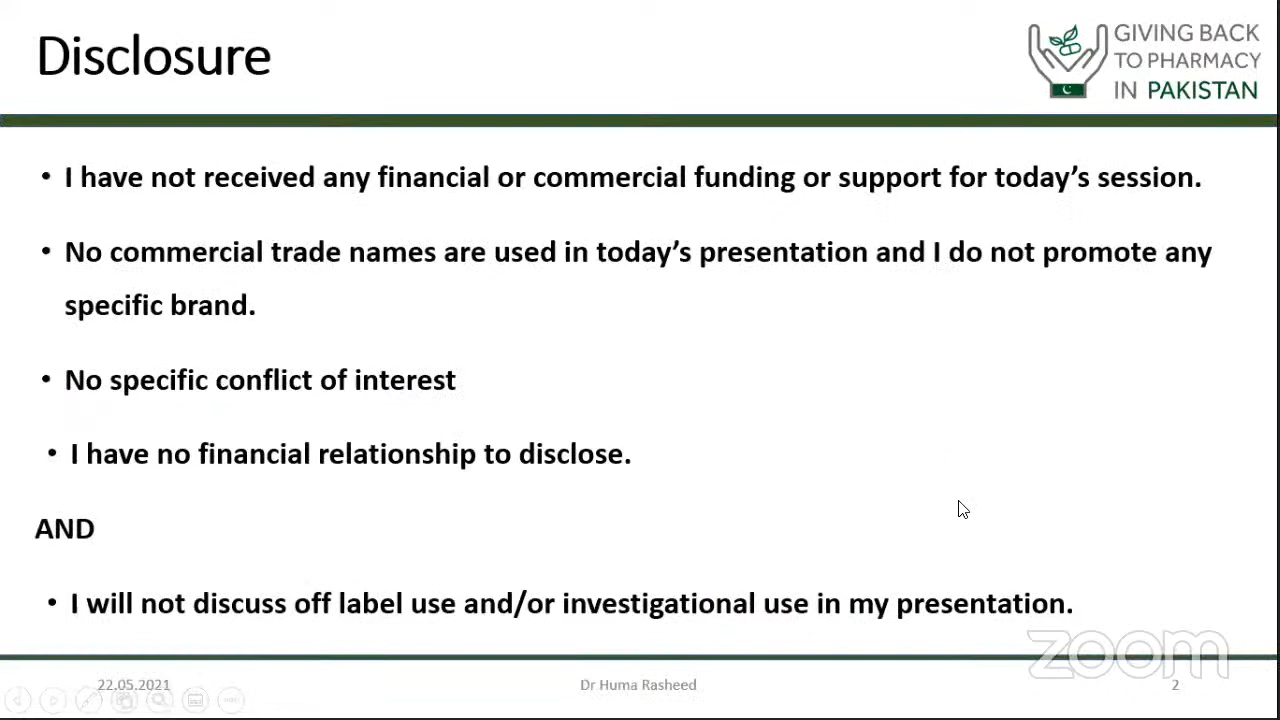 Disclosure
GIVING BACK
TO PHARMACY
IN PAKISTAN
• I have not received any financial or commercial funding or support for today’s session.
• No commercial trade names are used in today’s presentation and I do not promote any
specific brand.
• No specific conflict of interest
• I have no financial relationship to disclose.
AND
• I will not discuss off label use and/or investigational use in my presentation.
zoom
22.05.2021
Dr Huma Rasheed
2